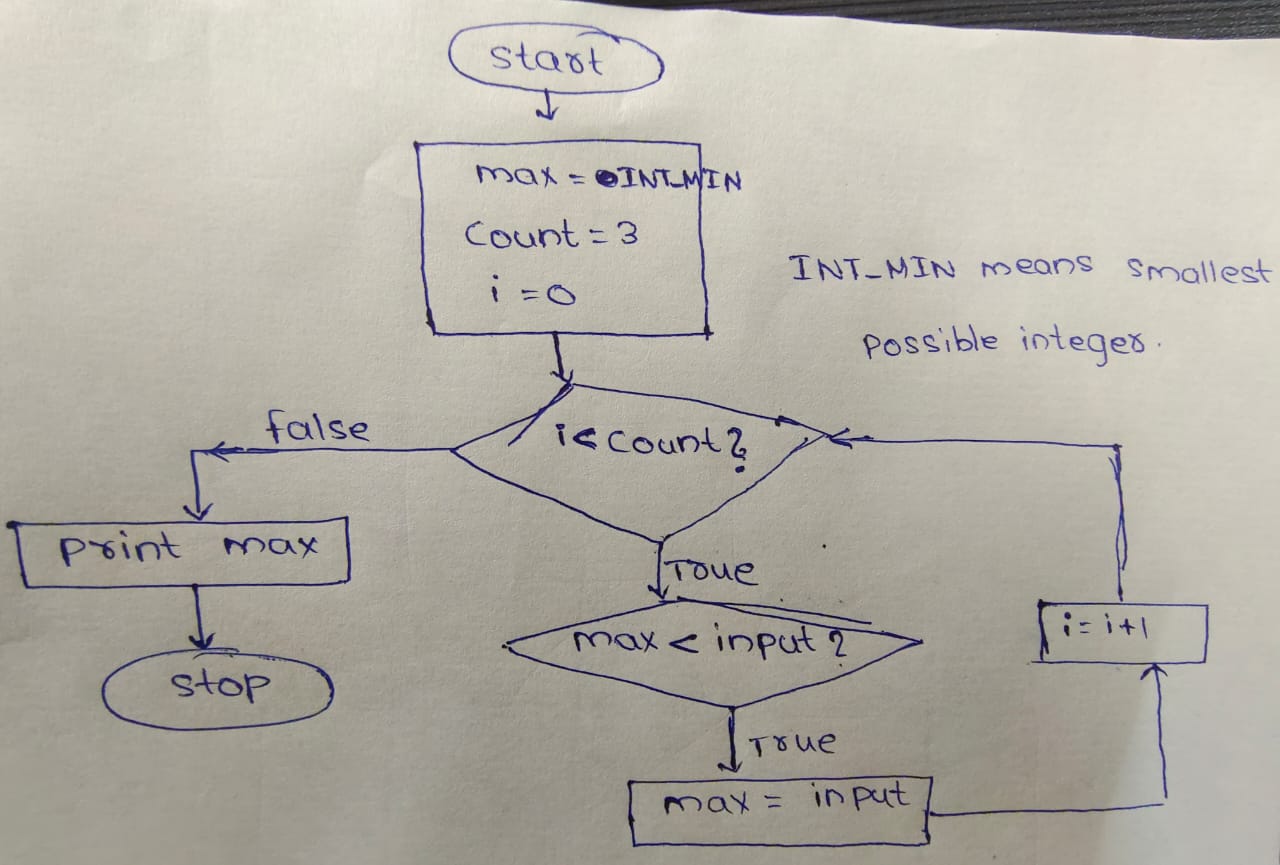 start
max = INT_MIN
Count = 3
i = 0
INT_MIN means smallest
possible integer.
i < count?
false
print max
stop
True
max < input?
i = i+1
True
max = input